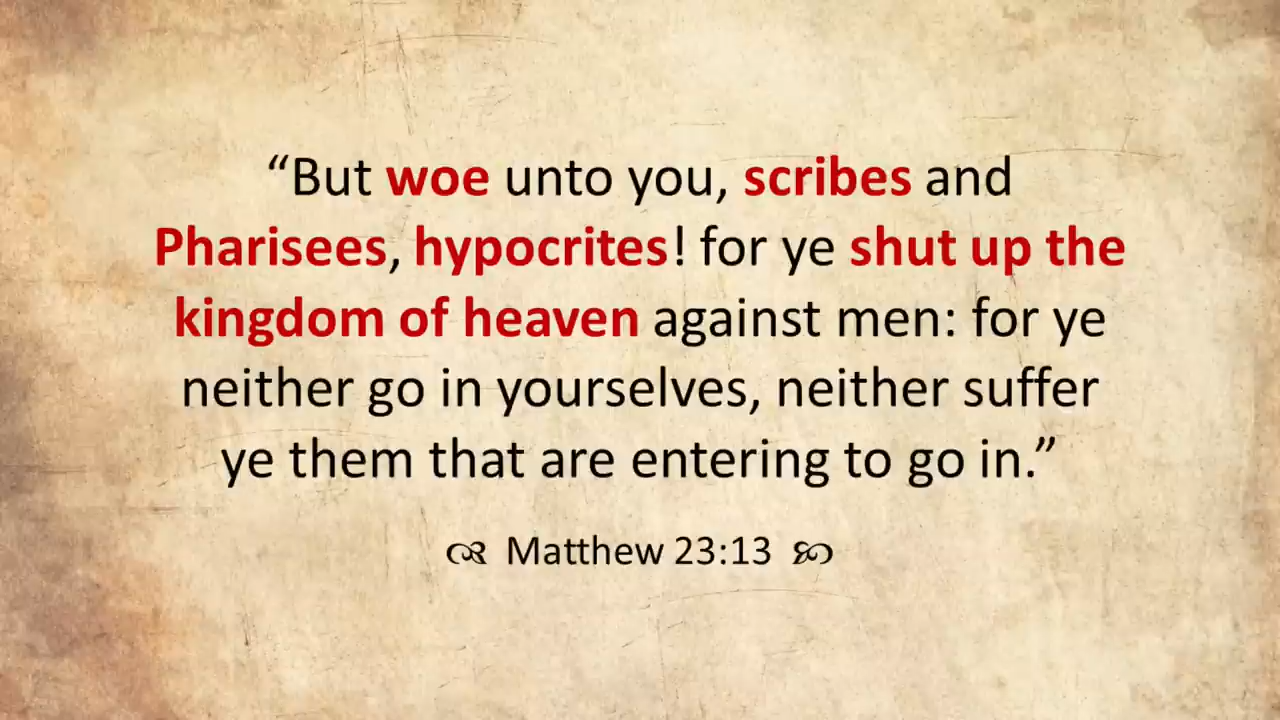 “But woe unto you, scribes and
Pharisees, hypocrites! for ye shut up the
kingdom of heaven against men: for ye
neither go in yourselves, neither suffer
ye them that are entering to go in.”
Matthew 23:13